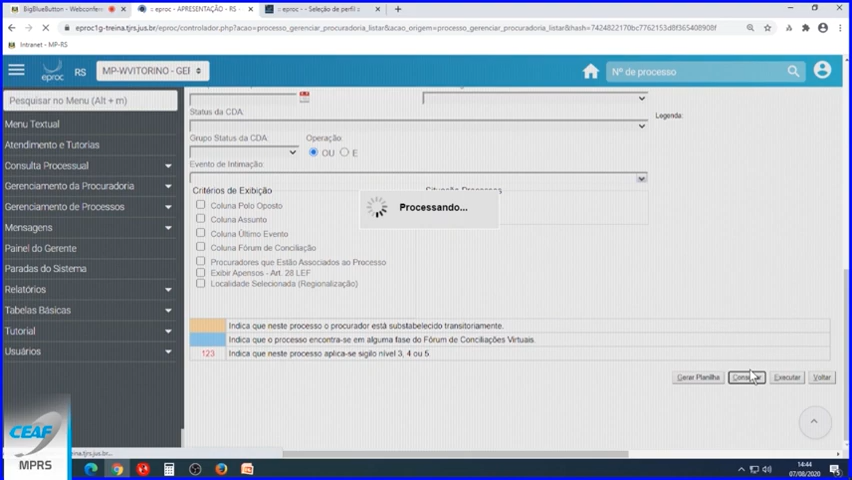 BigBlueButton - Webconfere
:: eproc - APRESENTAÇÃO - RS ::
:: eproc - - Seleção de perfil ::
eproc1g-treina.tjrs.jus.br/eproc/controlador.php?acao=processo_gerenciar_procuradoria_listar&acao_origem=processo_gerenciar_procuradoria_listar&hash=7424822170bc7762153d8f365940908f
Intranet - MP-RS
eproc RS
MP-WVITORINO - GEI
Nº de processo
Pesquisar no Menu (Alt + m)
Menu Textual
Atendimento e Tutorias
Consulta Processual
Gerenciamento da Procuradoria
Gerenciamento de Processos
Mensagens
Painel do Gerente
Paradas do Sistema
Relatórios
Tabelas Básicas
Tutorial
Usuários
Status da CDA:
Legenda:
Grupo Status da CDA:
Operação:
OU
E
Evento de Intimação:
Critérios de Exibição
Situação Processos
Coluna Polo Oposto
Coluna Assunto
Coluna Último Evento
Coluna Fórum de Conciliação
Procuradores que Estão Associados ao Processo
Exibir Apensos - Art. 28 LEF
Localidade Selecionada (Regionalização)
Processando...
Indica que neste processo o procurador está substabelecido transitoriamente.
Indica que o processo encontra-se em alguma fase do Fórum de Conciliações Virtuais.
123 Indica que neste processo aplica-se sigilo nível 3, 4 ou 5.
Gerar Planilha
Executar
Voltar
CEAF
MPRS
14:44
07/08/2020